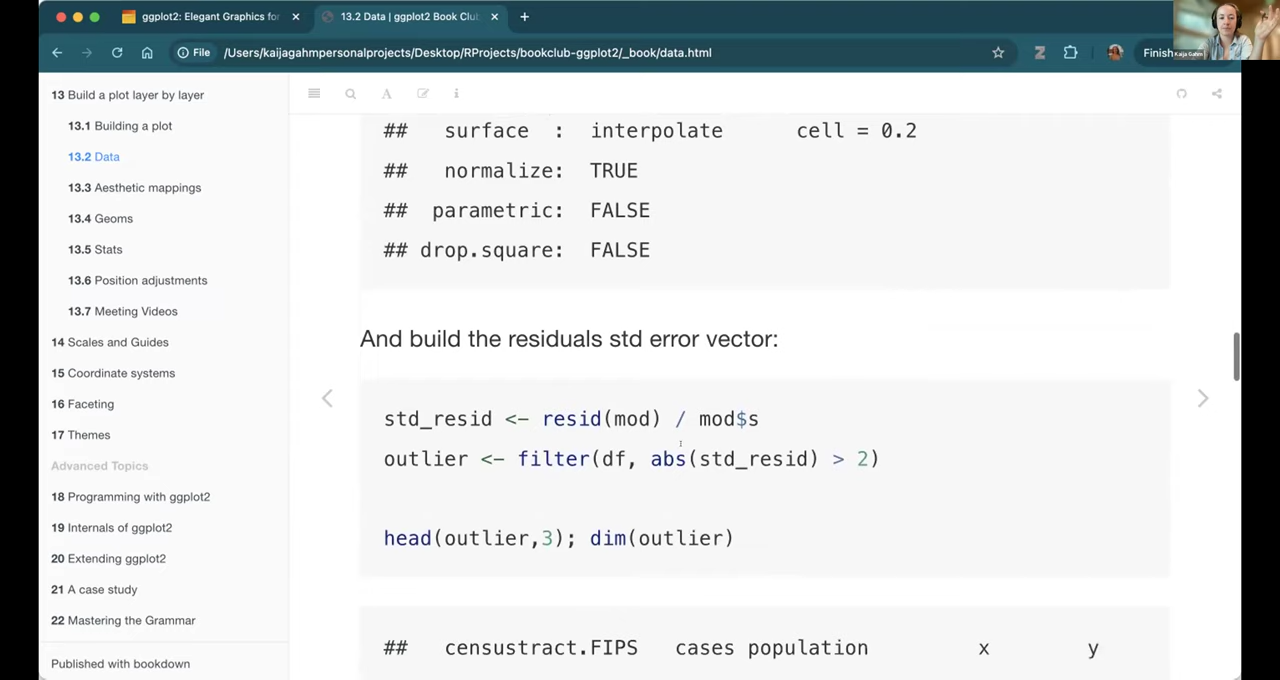 ggplot2: Elegant Graphics for
13.2 Data | ggplot2 Book Clu
File
/Users/kaijagahmpersonalprojects/Desktop/RProjects/bookclub-ggplot2/_book/data.html
Z
Finish
Kaija Gahm
13 Build a plot layer by layer
13.1 Building a plot
13.2 Data
13.3 Aesthetic mappings
13.4 Geoms
13.5 Stats
13.6 Position adjustments
13.7 Meeting Videos
14 Scales and Guides
15 Coordinate systems
16 Faceting
17 Themes
Advanced Topics
18 Programming with ggplot2
19 Internals of ggplot2
20 Extending ggplot2
21 A case study
22 Mastering the Grammar
Published with bookdown
A
## surface : interpolate cell = 0.2
## normalize: TRUE
## parametric: FALSE
## drop.square: FALSE
And build the residuals std error vector:
std_resid <- resid(mod) / mod$s
outlier <- filter(df, abs(std_resid) > 2)
head(outlier,3); dim(outlier)
## censustract.FIPS cases population x y